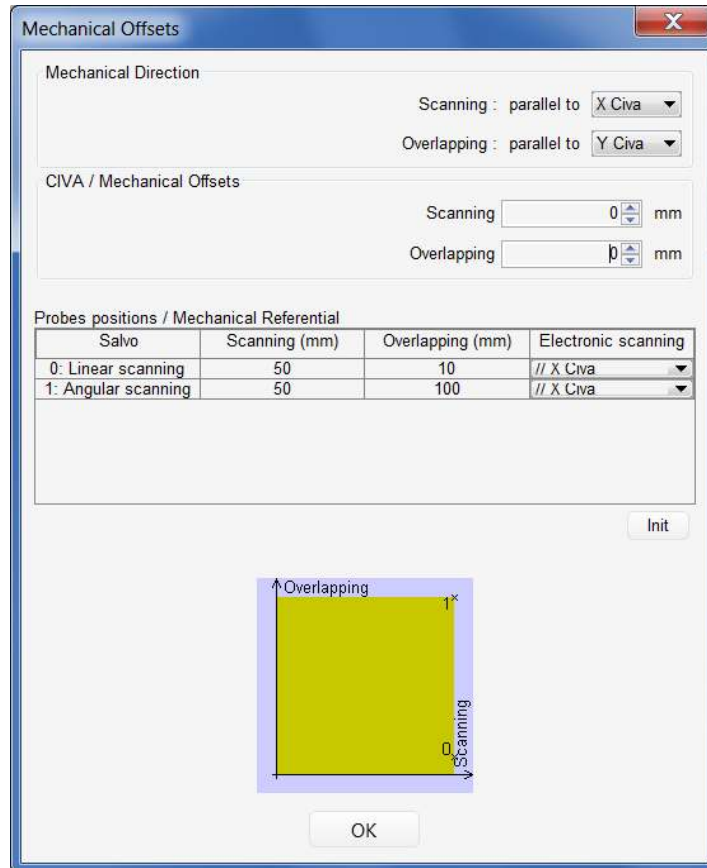 Mechanical Offsets
X
Mechanical Direction
Scanning : parallel to X Civa
Overlapping : parallel to Y Civa
CIVA / Mechanical Offsets
Scanning 0 mm
Overlapping 0 mm
Probes positions / Mechanical Referential
Salvo Scanning (mm) Overlapping (mm) Electronic scanning
0: Linear scanning 50 10 // X Civa
1: Angular scanning 50 100 // X Civa
Init
Overlapping
1
0
Scanning
OK